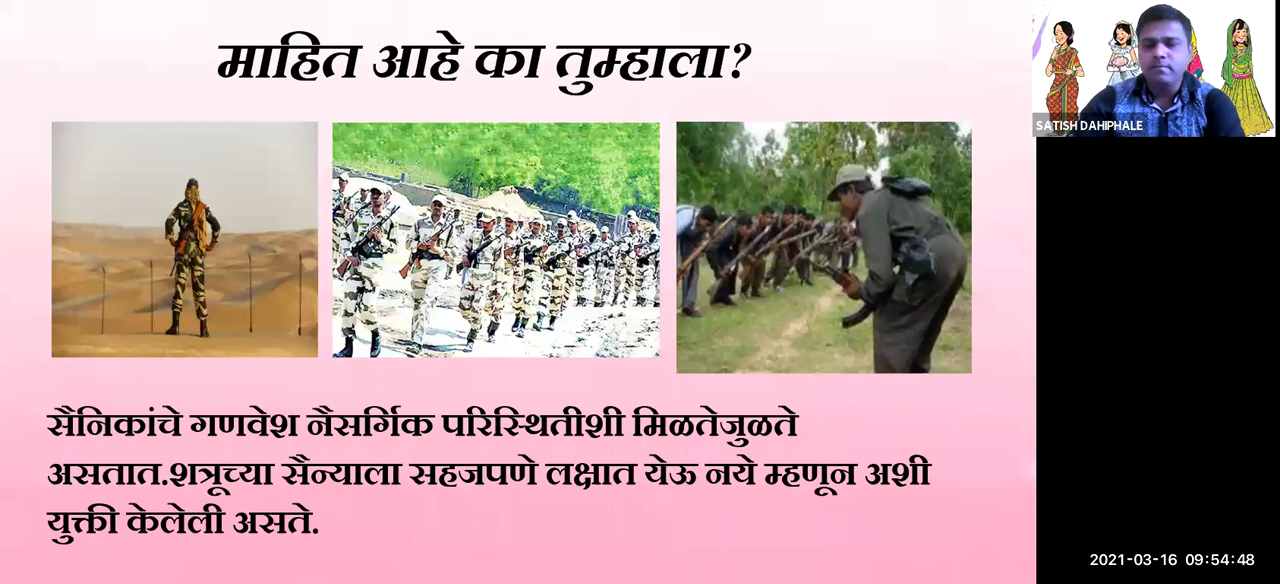 माहित आहे का तुम्हाला?
SATISH DAHIPHALE
सैनिकांचे गणवेश नैसर्गिक परिस्थितीशी मिळतेजुळते
असतात.शत्रूच्या सैन्याला सहजपणे लक्षात येऊ नये म्हणून अशी
युक्ती केलेली असते.
2021-03-16 09:54:48